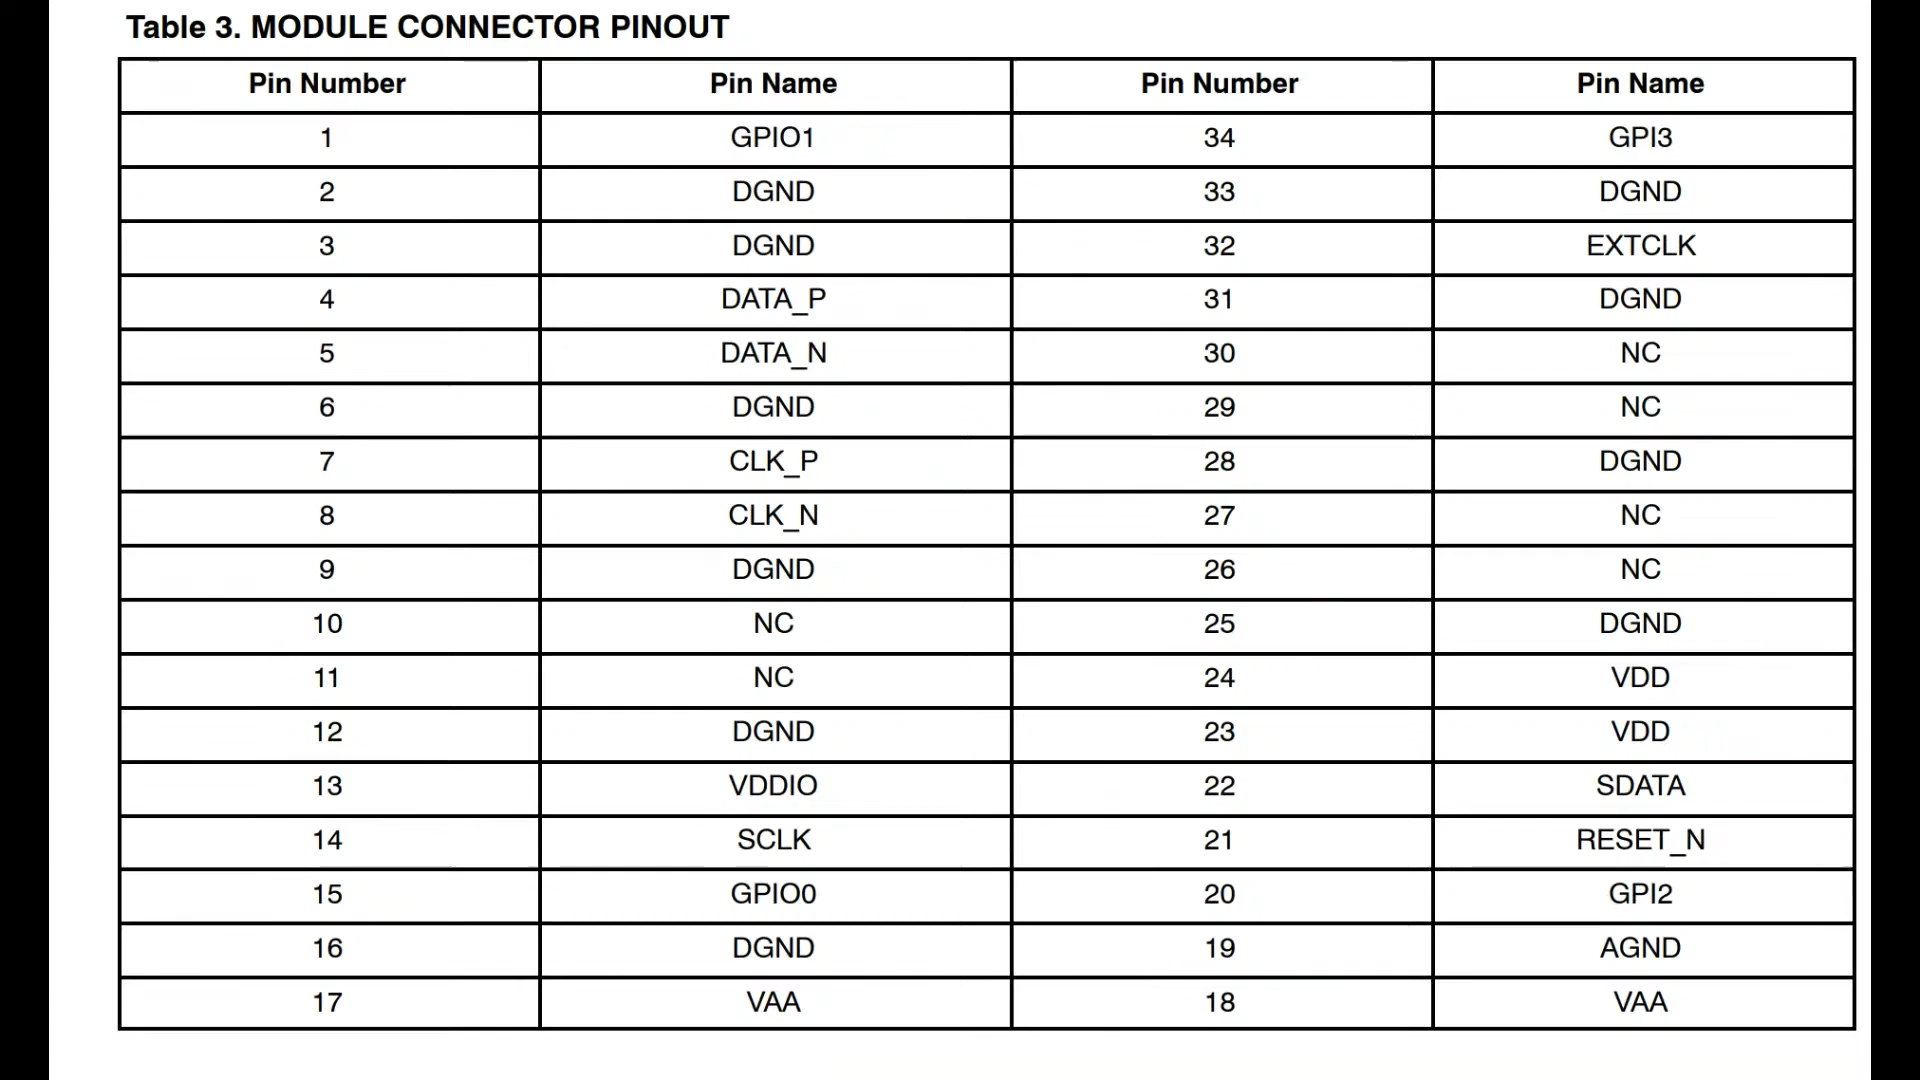 Table 3. MODULE CONNECTOR PINOUT
Pin Number Pin Name Pin Number Pin Name
1 GPIO1 34 GPI3
2 DGND 33 DGND
3 DGND 32 EXTCLK
4 DATA_P 31 DGND
5 DATA_N 30 NC
6 DGND 29 NC
7 CLK_P 28 DGND
8 CLK_N 27 NC
9 DGND 26 NC
10 NC 25 DGND
11 NC 24 VDD
12 DGND 23 VDD
13 VDDIO 22 SDATA
14 SCLK 21 RESET_N
15 GPIO0 20 GPI2
16 DGND 19 AGND
17 VAA 18 VAA